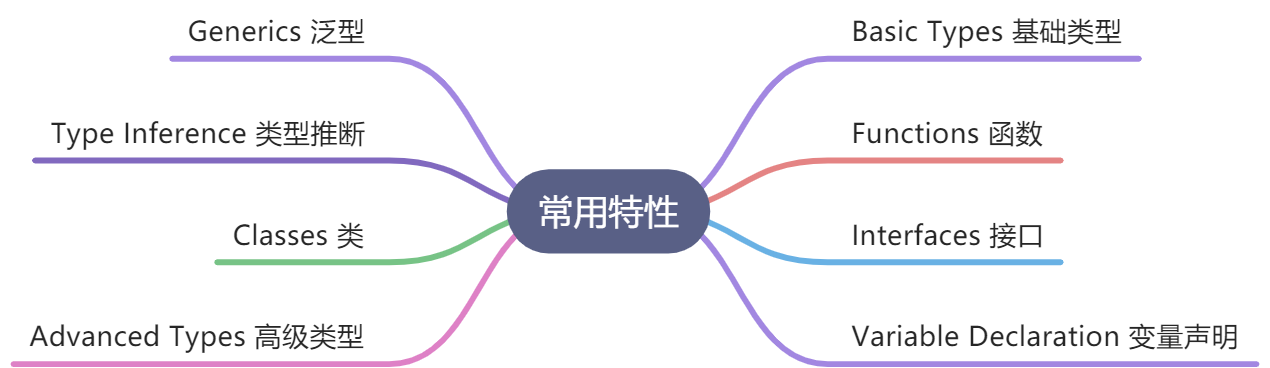 Generics 泛型
Basic Types 基础类型
Type Inference 类型推断
Functions 函数
常用特性
Classes 类
Interfaces 接口
Advanced Types 高级类型
Variable Declaration 变量声明